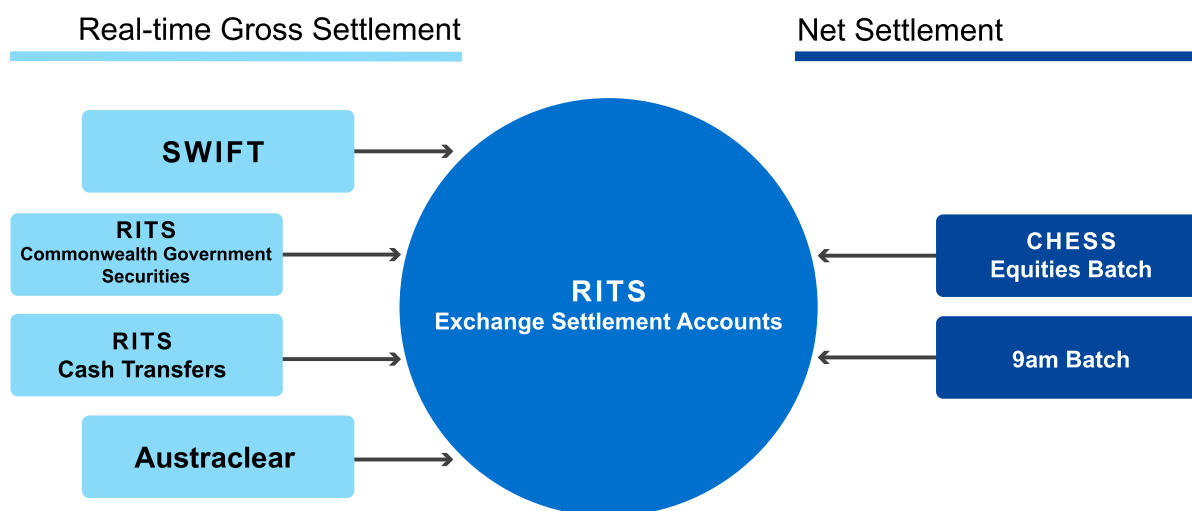 Real-time Gross Settlement
Net Settlement
SWIFT
RITS
Commonwealth Government
Securities
RITS
Cash Transfers
Austraclear
RITS
Exchange Settlement Accounts
CHESS
Equities Batch
9am Batch